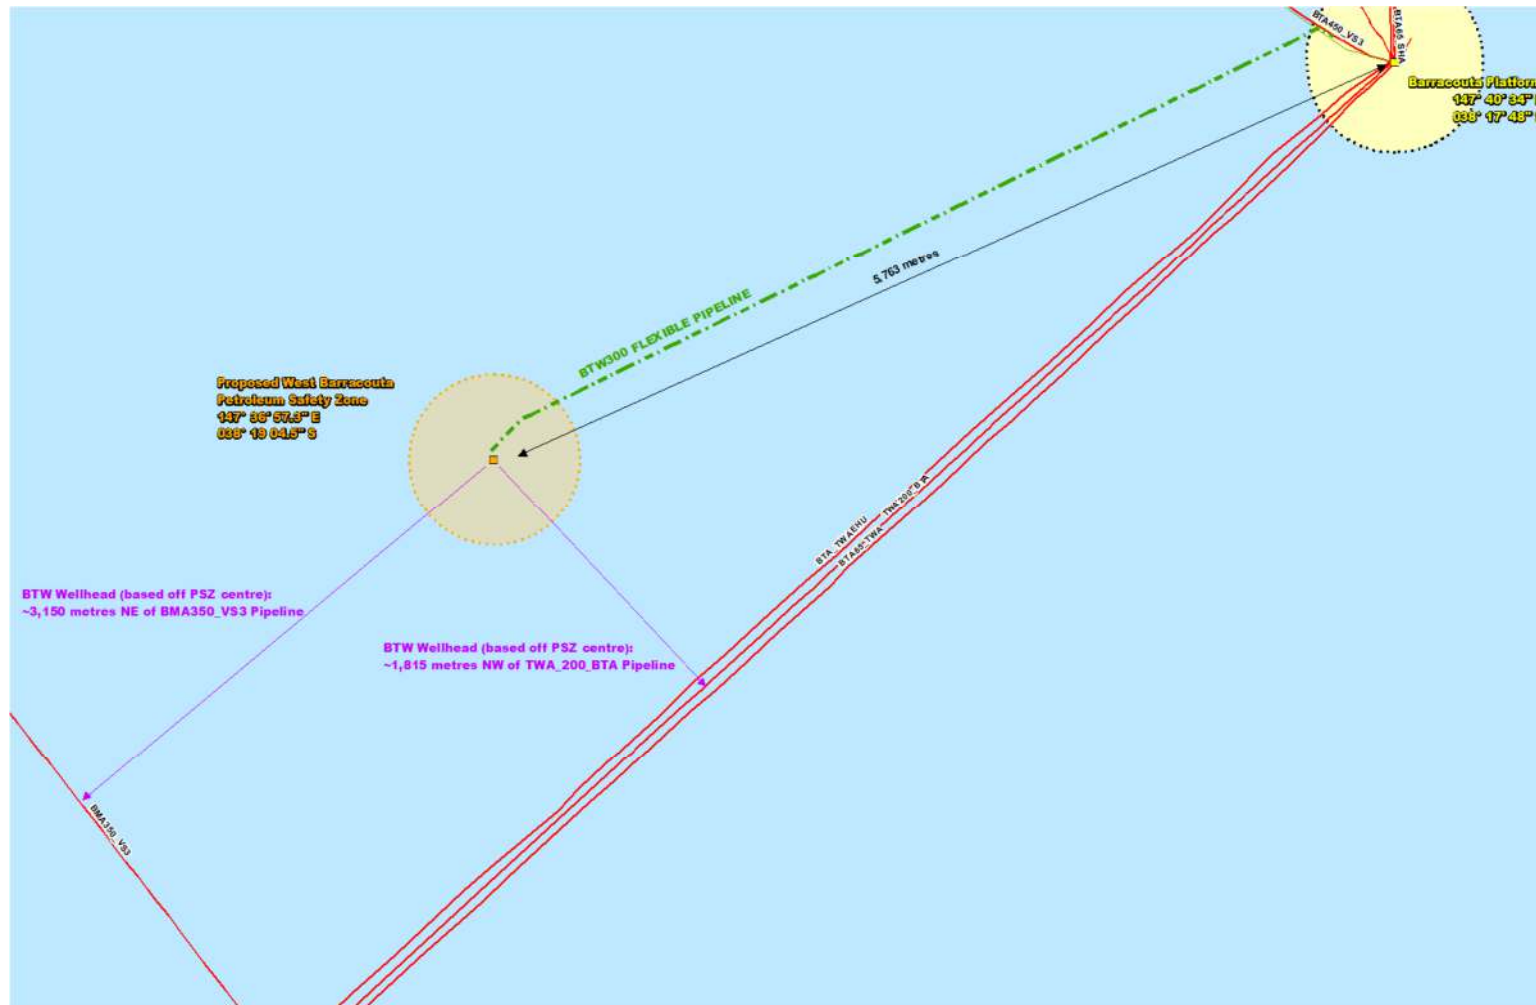 BTA450_VS3
BTA65_SHA
Barracouta Platform
147° 40' 34"
038° 17' 48"
5,763 metres
BTW300 FLEXIBLE PIPELINE
Proposed West Barracouta
Petroleum Safety Zone
147° 36' 57.3" E
038° 19 04.5" S
BTA_TWAEHU
BTA65_TWA
TWA200_BTA
BTW Wellhead (based off PSZ centre):
~3,150 metres NE of BMA350_VS3 Pipeline
BTW Wellhead (based off PSZ centre):
~1,815 metres NW of TWA_200_BTA Pipeline
BMA350_VS3